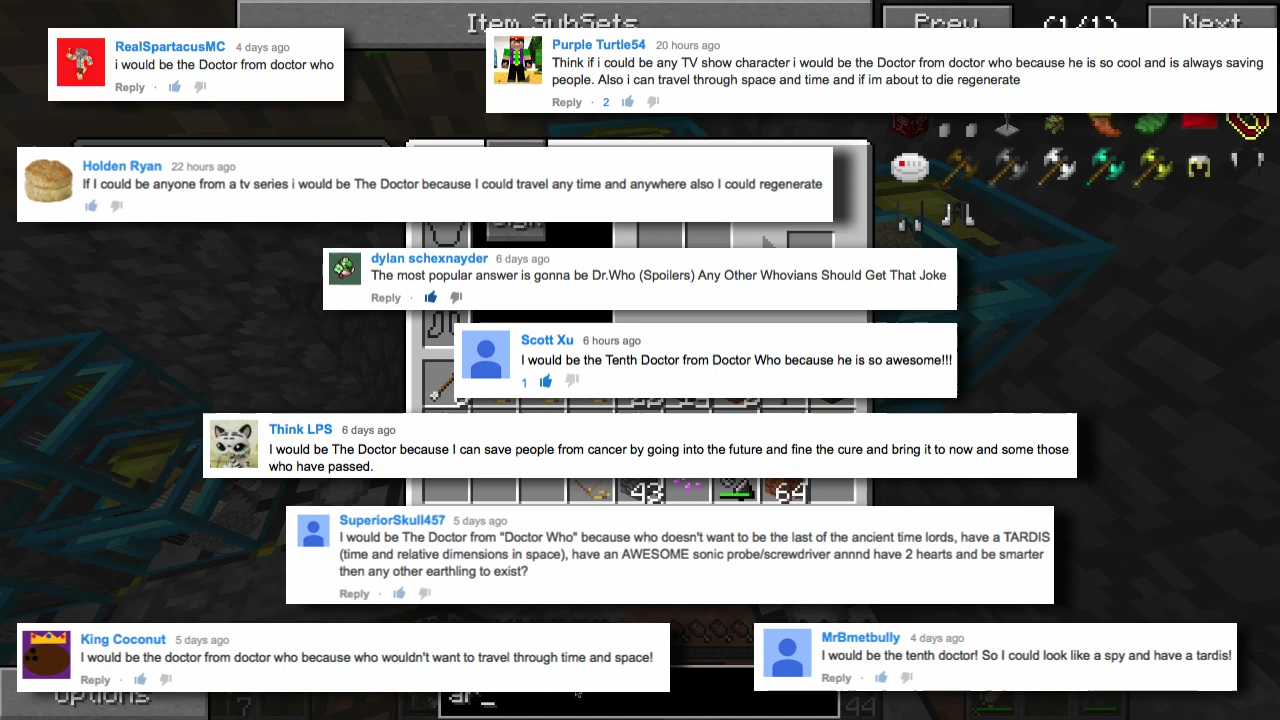 Item SubSets
Prev
(1/1)
Next
RealSpartacusMC 4 days ago
i would be the Doctor from doctor who
Reply ·
Purple Turtle54 20 hours ago
Think if i could be any TV show character i would be the Doctor from doctor who because he is so cool and is always saving
people. Also i can travel through space and time and if im about to die regenerate
Reply · 2
Holden Ryan 22 hours ago
If I could be anyone from a tv series i would be The Doctor because I could travel any time and anywhere also I could regenerate
dylan schexnayder 6 days ago
The most popular answer is gonna be Dr.Who (Spoilers) Any Other Whovians Should Get That Joke
Reply ·
Scott Xu 6 hours ago
I would be the Tenth Doctor from Doctor Who because he is so awesome!!!
1
Think LPS 6 days ago
I would be The Doctor because I can save people from cancer by going into the future and fine the cure and bring it to now and some those
who have passed.
43
64
SuperiorSkull457 5 days ago
I would be The Doctor from "Doctor Who" because who doesn't want to be the last of the ancient time lords, have a TARDIS
(time and relative dimensions in space), have an AWESOME sonic probe/screwdriver annnd have 2 hearts and be smarter
then any other earthling to exist?
Reply ·
King Coconut 5 days ago
I would be the doctor from doctor who because who wouldn't want to travel through time and space!
Reply ·
MrBmetbully 4 days ago
I would be the tenth doctor! So I could look like a spy and have a tardis!
Reply ·
Options
7
ar_
44